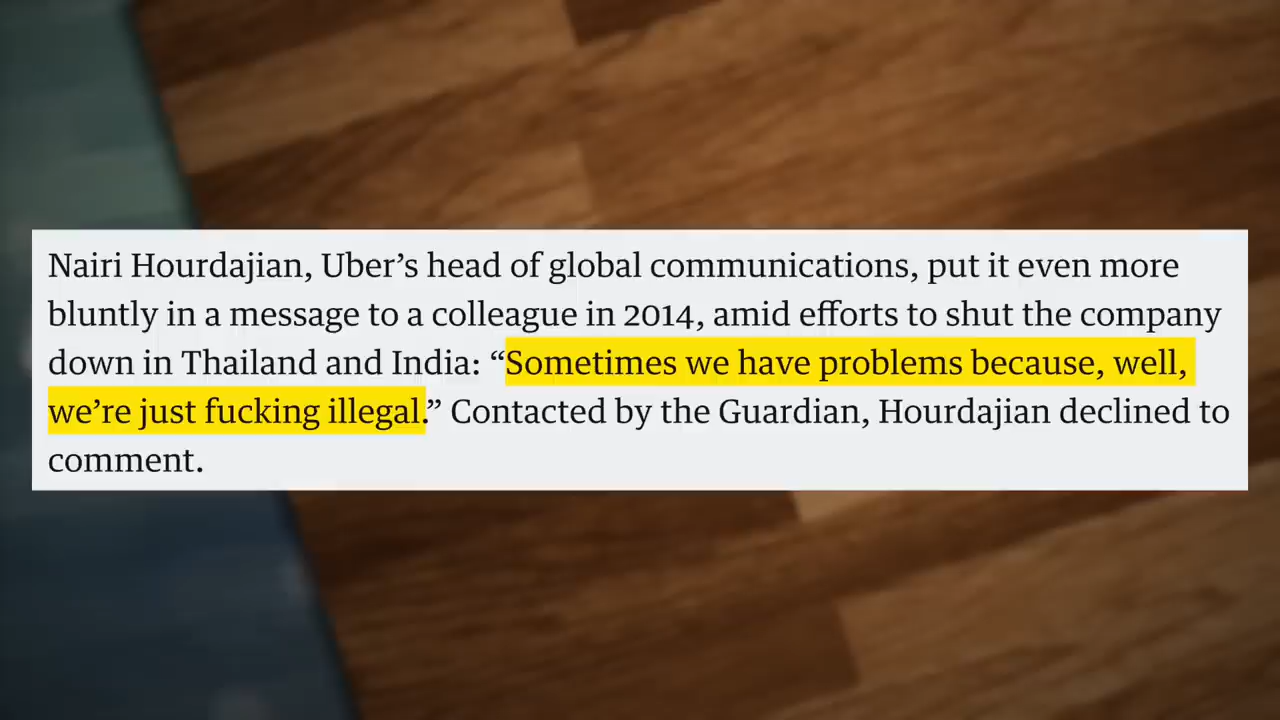 Nairi Hourdajian, Uber’s head of global communications, put it even more
bluntly in a message to a colleague in 2014, amid efforts to shut the company
down in Thailand and India: “Sometimes we have problems because, well,
we’re just fucking illegal.” Contacted by the Guardian, Hourdajian declined to
comment.